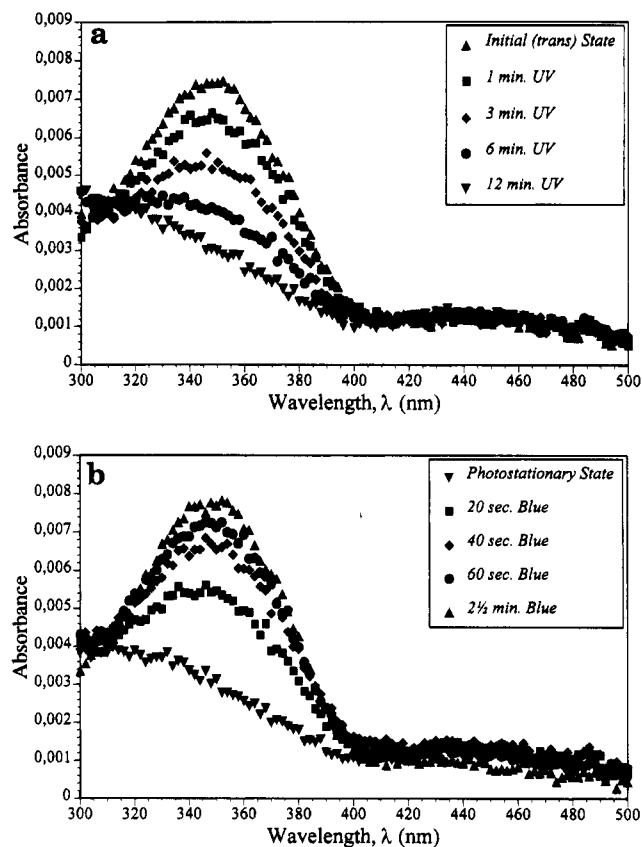 a
0,009
0,008
0,007
0,006
0,005
0,004
0,003
0,002
0,001
0
Absorbance
Initial (trans) State
1 min. UV
3 min. UV
6 min. UV
12 min. UV
300 320 340 360 380 400 420 440 460 480 500
Wavelength, λ (nm)
b
0,009
0,008
0,007
0,006
0,005
0,004
0,003
0,002
0,001
0
Absorbance
Photostationary State
20 sec. Blue
40 sec. Blue
60 sec. Blue
2½ min. Blue
300 320 340 360 380 400 420 440 460 480 500
Wavelength, λ (nm)